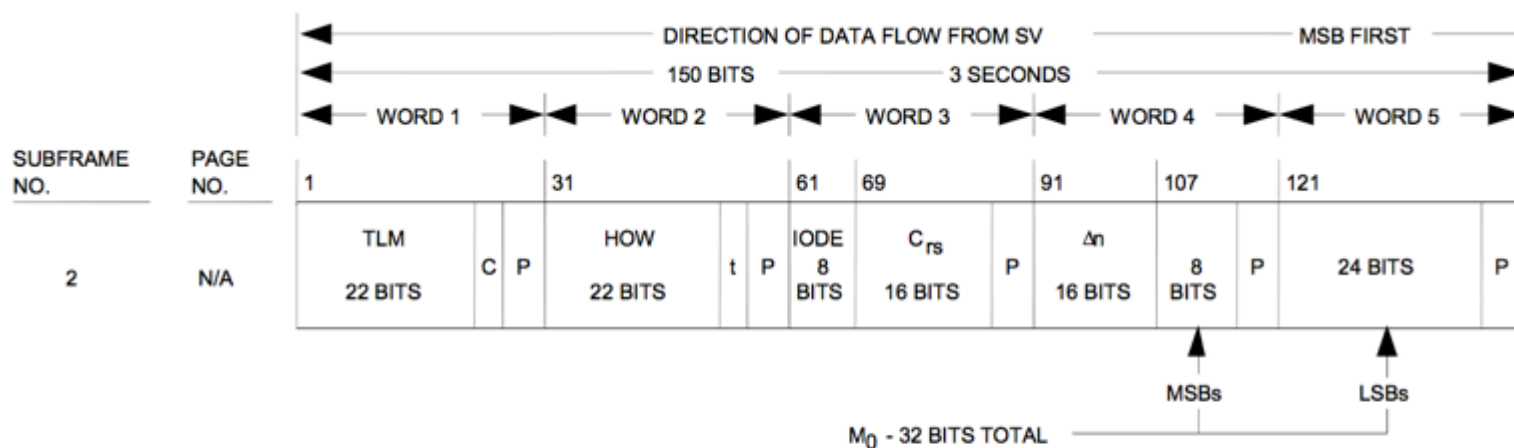 DIRECTION OF DATA FLOW FROM SV MSB FIRST
150 BITS 3 SECONDS
WORD 1 WORD 2 WORD 3 WORD 4 WORD 5
SUBFRAME PAGE
NO. NO. 1 31 61 69 91 107 121
TLM HOW IODE Crs Δn
2 N/A C P t P 8 P 8 P 24 BITS P
22 BITS 22 BITS BITS 16 BITS 16 BITS BITS
MSBs LSBs
M0 - 32 BITS TOTAL